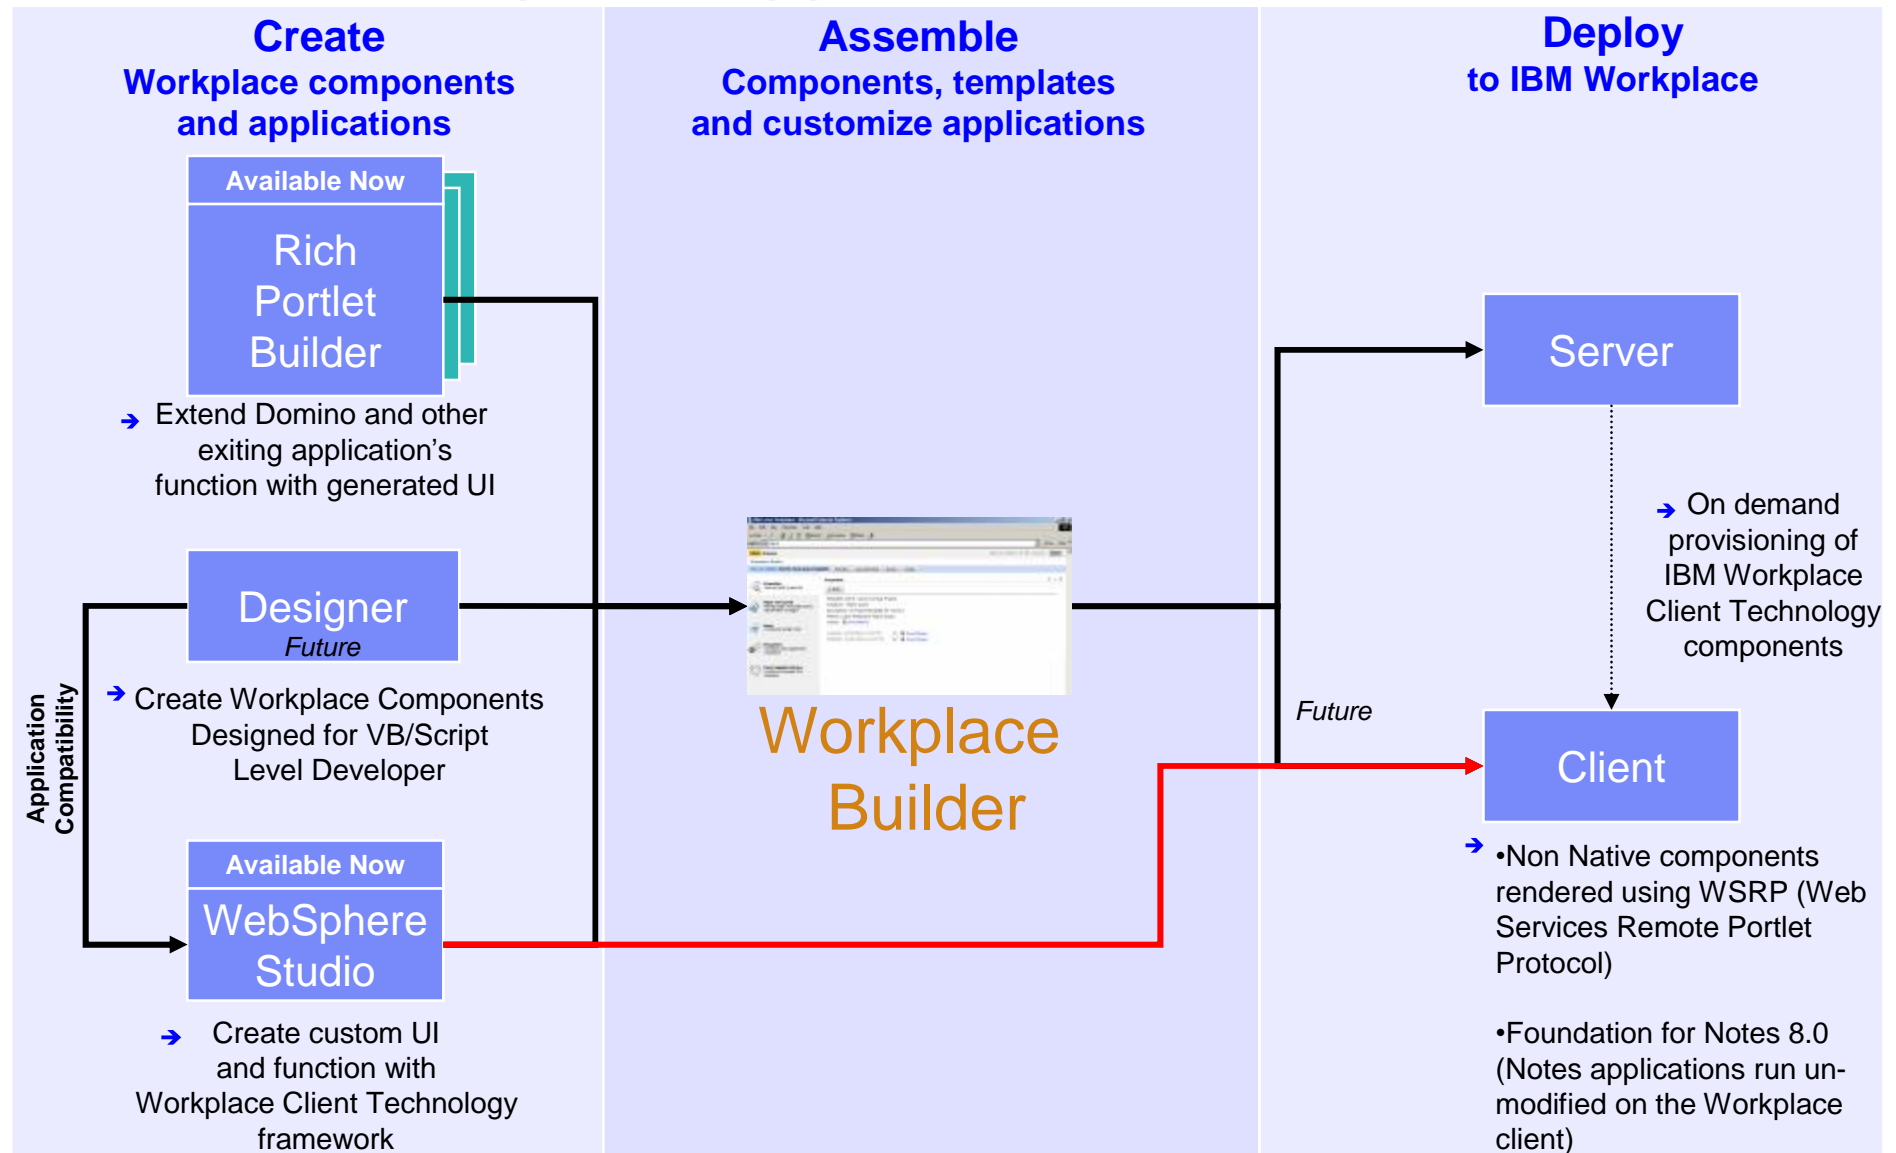 Create
Workplace components
and applications
Available Now
Rich
Portlet
Builder
➔ Extend Domino and other
exiting application’s
function with generated UI
Designer
Future
➔ Create Workplace Components
Designed for VB/Script
Level Developer
Application
Compatibility
Available Now
WebSphere
Studio
➔ Create custom UI
and function with
Workplace Client Technology
framework
Assemble
Components, templates
and customize applications
Workplace
Builder
Deploy
to IBM Workplace
Server
➔ On demand
provisioning of
IBM Workplace
Client Technology
components
Future
Client
➔ •Non Native components
rendered using WSRP (Web
Services Remote Portlet
Protocol)
•Foundation for Notes 8.0
(Notes applications run un-
modified on the Workplace
client)